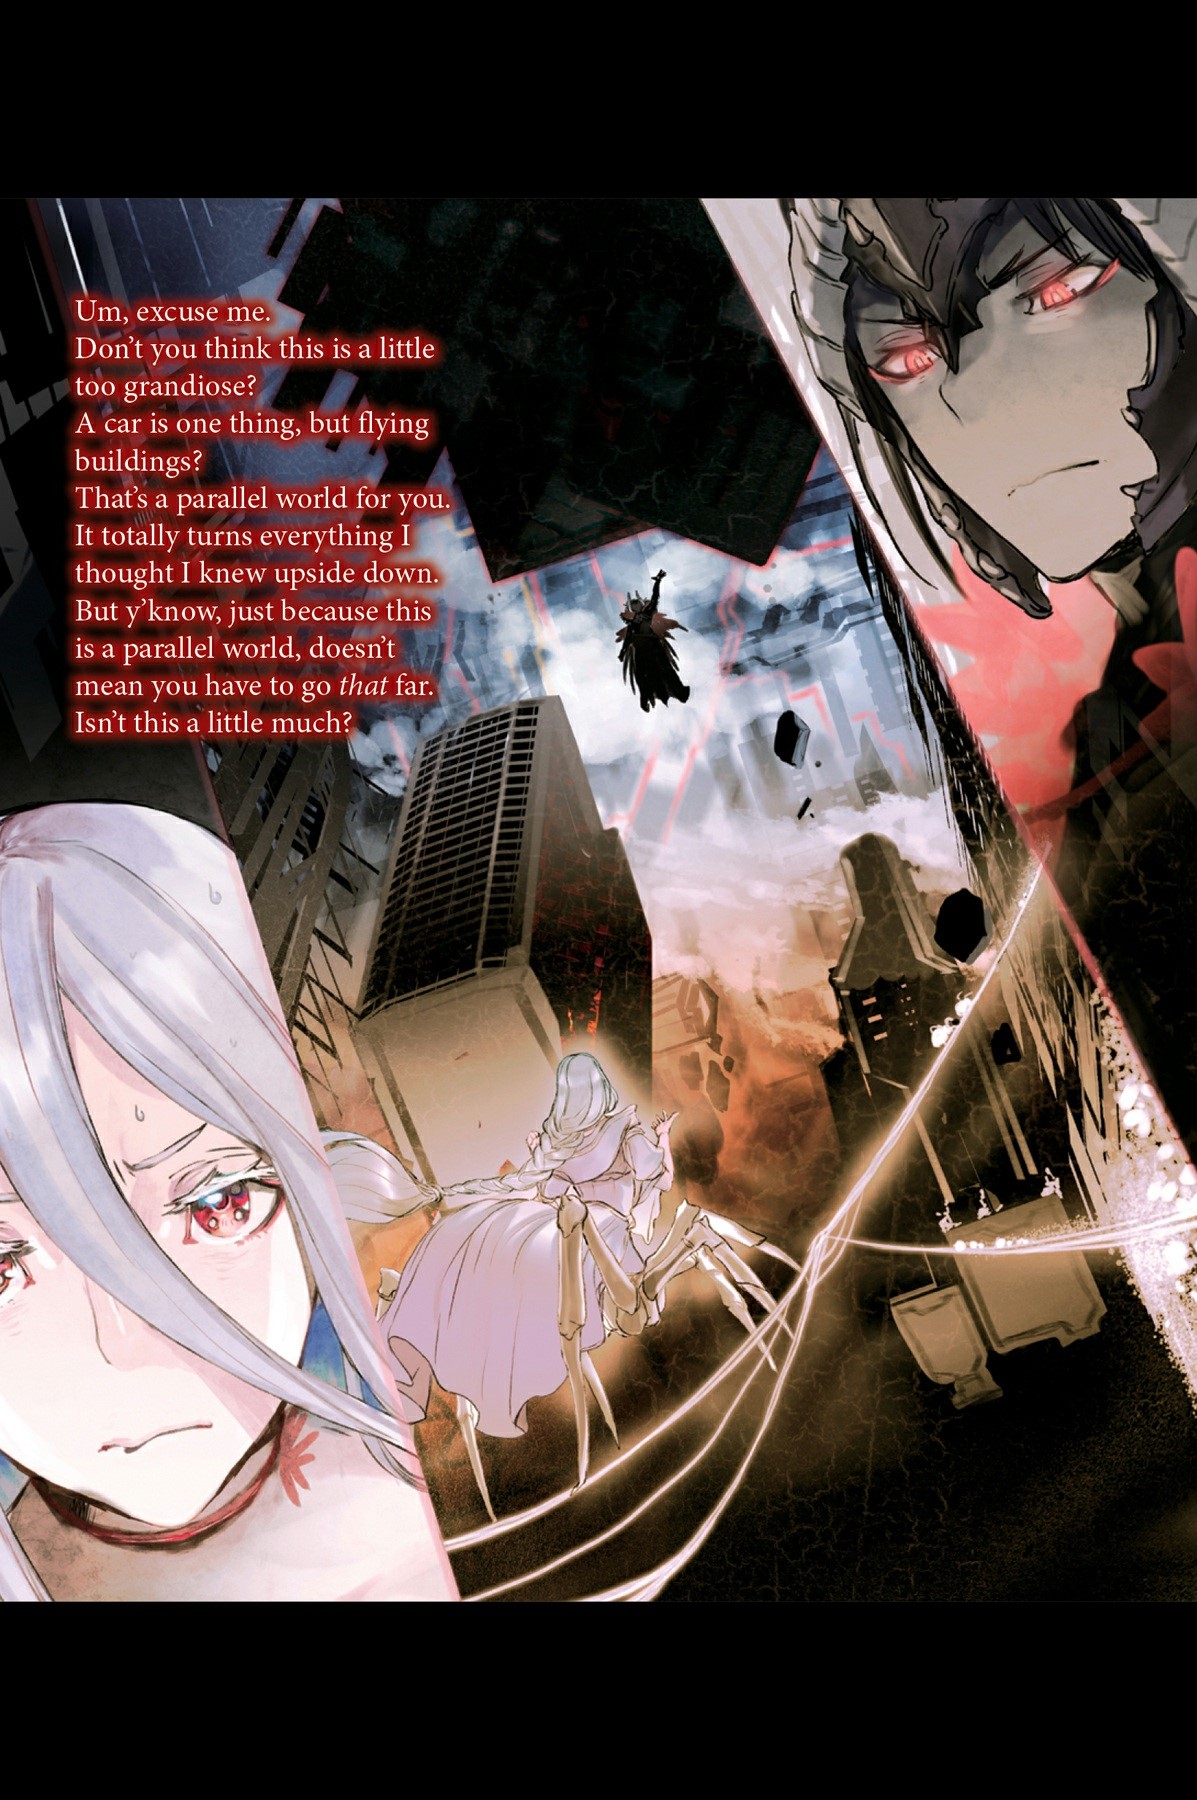 Um, excuse me.
Don't you think this is a little
too grandiose?
A car is one thing, but flying
buildings?
That's a parallel world for you.
It totally turns everything I
thought I knew upside down.
But y'know, just because this
is a parallel world, doesn't
mean you have to go that far.
Isn't this a little much?